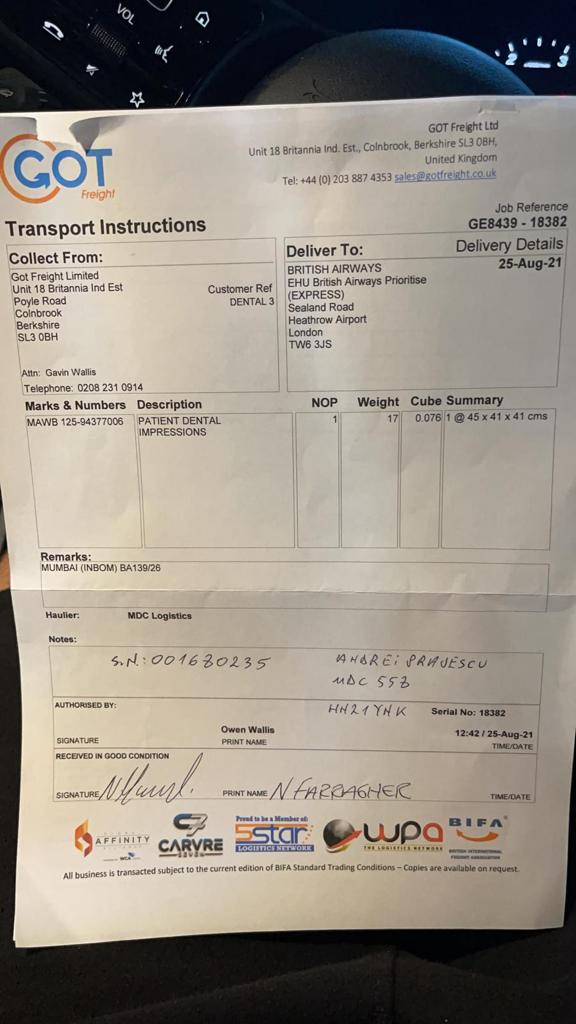 VOL
2
3
GOT
Freight
GOT Freight Ltd
Unit 18 Britannia Ind. Est., Colnbrook, Berkshire SL3 0BH,
United Kingdom
Tel: +44 (0) 203 887 4353 sales@gotfreight.co.uk
Job Reference
GE8439 - 18382
Transport Instructions
Delivery Details
25-Aug-21
Collect From:
Got Freight Limited
Unit 18 Britannia Ind Est
Poyle Road
Colnbrook
Berkshire
SL3 0BH
Customer Ref
DENTAL 3
Attn: Gavin Wallis
Telephone: 0208 231 0914
Deliver To:
BRITISH AIRWAYS
EHU British Airways Prioritise
(EXPRESS)
Sealand Road
Heathrow Airport
London
TW6 3JS
Marks & Numbers Description NOP Weight Cube Summary
MAWB 125-94377006 PATIENT DENTAL 1 17 0.076 1 @ 45 x 41 x 41 cms
IMPRESSIONS
Remarks:
MUMBAI (INBOM) BA139/26
Haulier: MDC Logistics
Notes:
S.N.: 001680235
ANDREI
MDC 558
HN21YNK
AUTHORISED BY:
Serial No: 18382
Owen Wallis
12:42 / 25-Aug-21
SIGNATURE PRINT NAME TIME/DATE
RECEIVED IN GOOD CONDITION
SIGNATURE PRINT NAME N FARRAGHER TIME/DATE
AFFINITY
WCA
CARVRE
SEVEN
Proud to be a Member of:
5star
LOGISTICS NETWORK
wpa
THE LOGISTICS NETWORK
BIFA
BRITISH INTERNATIONAL
FREIGHT ASSOCIATION
All business is transacted subject to the current edition of BIFA Standard Trading Conditions – Copies are available on request.